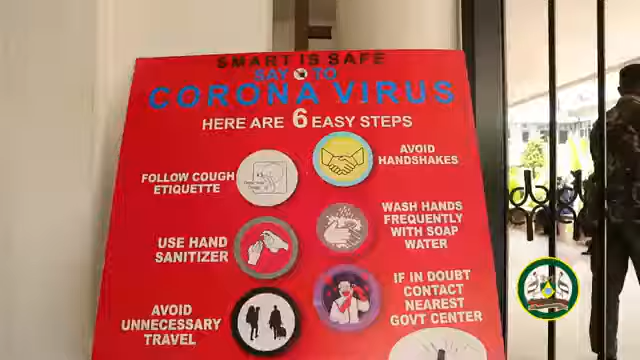 SMART IS SAFE
SAY TO
CORONA VIRUS
HERE ARE 6 EASY STEPS
FOLLOW COUGH
ETIQUETTE
AVOID
HANDSHAKES
USE HAND
SANITIZER
WASH HANDS
FREQUENTLY
WITH SOAP
WATER
AVOID
UNNECESSARY
TRAVEL
IF IN DOUBT
CONTACT
NEAREST
GOVT CENTER